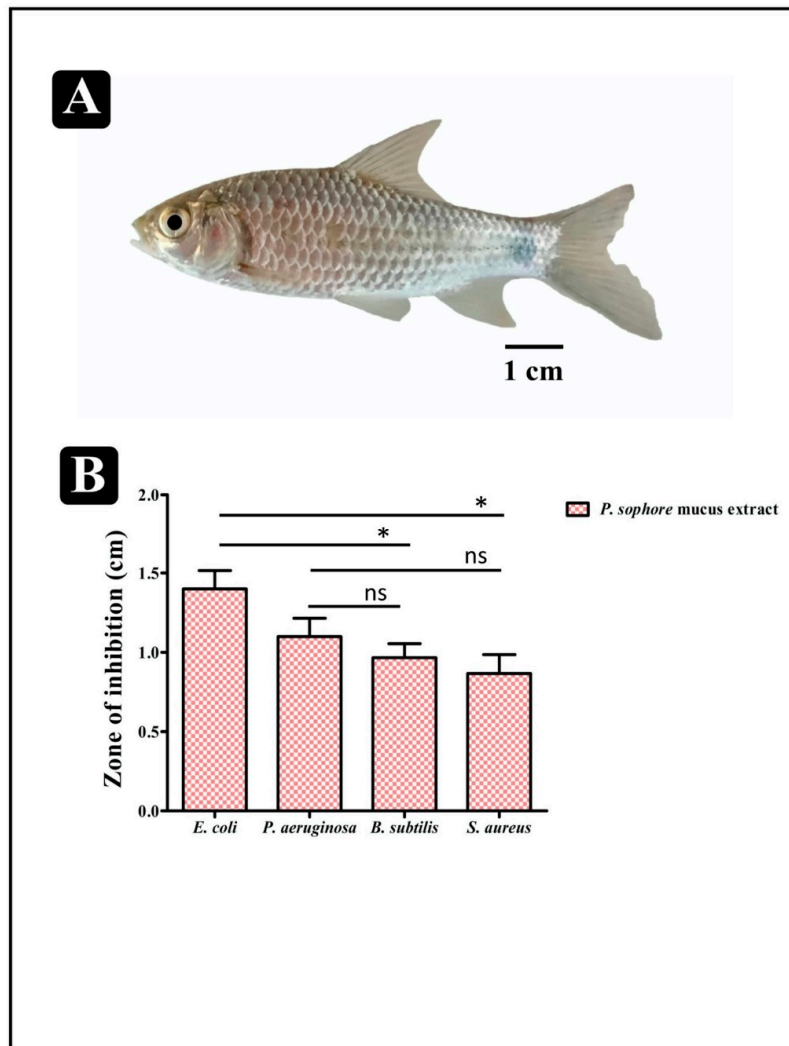 A
1 cm
B
2.0
1.5
1.0
0.5
0.0
Zone of inhibition (cm)
*
*
ns
ns
E. coli P. aeruginosa B. subtilis S. aureus
P. sophore mucus extract